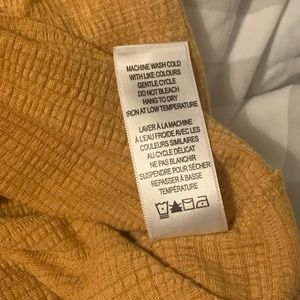 MACHINE WASH COLD
WITH LIKE COLOURS
GENTLE CYCLE
DO NOT BLEACH
HANG TO DRY
IRON AT LOW TEMPERATURE
LAVER À LA MACHINE
À L'EAU FROIDE AVEC LES
COULEURS SIMILAIRES
AU CYCLE DÉLICAT
NE PAS BLANCHIR
SUSPENDRE POUR SÉCHER
REPASSER À BASSE
TEMPÉRATURE